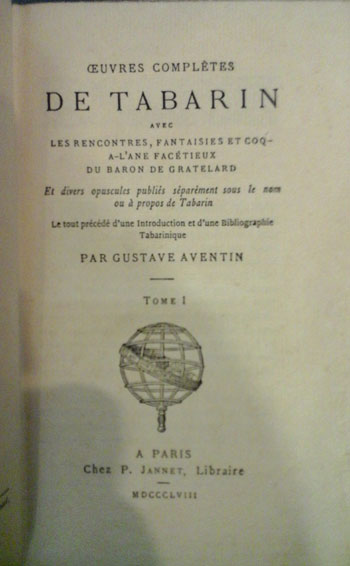 ŒUVRES COMPLÈTES
DE TABARIN
AVEC
LES RENCONTRES, FANTAISIES ET COQ-
A-L'ANE FACÉTIEUX
DU BARON DE GRATELARD
Et divers opuscules publiés séparément sous le nom
ou à propos de Tabarin
Le tout précédé d'une Introduction et d'une Bibliographie
Tabarinique
PAR GUSTAVE AVENTIN
TOME I
A PARIS
Chez P. JANNET, Libraire
MDCCCLVIII